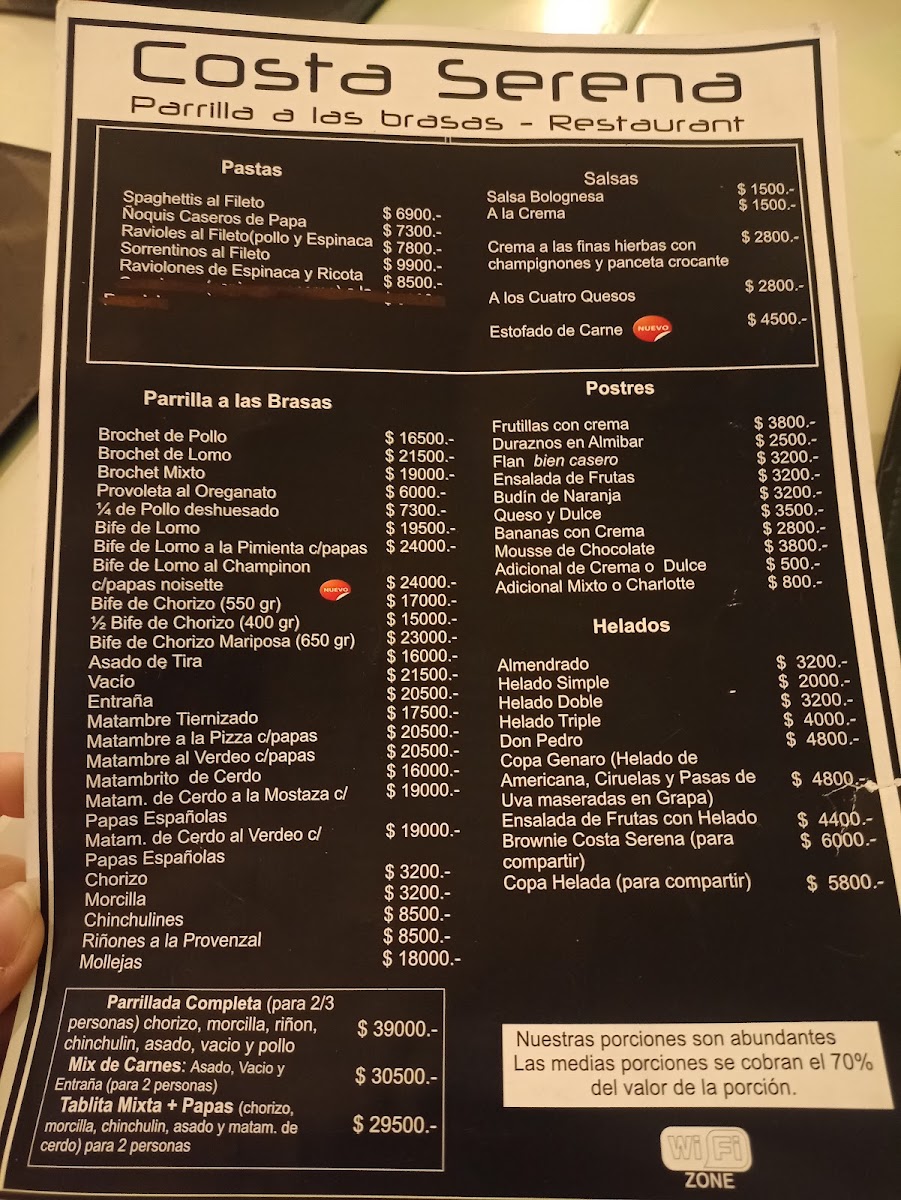 Costa Serena
Parrilla a las brasas - Restaurant
Pastas
Spaghettis al Fileto $ 6900.-
Ñoquis Caseros de Papa $ 7300.-
Ravioles al Fileto(pollo y Espinaca $ 7800.-
Sorrentinos al Fileto $ 9900.-
Raviolones de Espinaca y Ricota $ 8500.-
Salsas
Salsa Bolognesa $ 1500.-
A la Crema $ 1500.-
Crema a las finas hierbas con $ 2800.-
champignones y panceta crocante
A los Cuatro Quesos $ 2800.-
Estofado de Carne NUEVO $ 4500.-
Parrilla a las Brasas
Brochet de Pollo $ 16500.-
Brochet de Lomo $ 21500.-
Brochet Mixto $ 19000.-
Provoleta al Oreganato $ 6000.-
¼ de Pollo deshuesado $ 7300.-
Bife de Lomo $ 19500.-
Bife de Lomo a la Pimienta c/papas $ 24000.-
Bife de Lomo al Champinon
c/papas noisette NUEVO $ 24000.-
Bife de Chorizo (550 gr) $ 17000.-
½ Bife de Chorizo (400 gr) $ 15000.-
Bife de Chorizo Mariposa (650 gr) $ 23000.-
Asado de Tira $ 16000.-
Vacío $ 21500.-
Entraña $ 20500.-
Matambre Tiernizado $ 17500.-
Matambre a la Pizza c/papas $ 20500.-
Matambre al Verdeo c/papas $ 20500.-
Matambrito de Cerdo $ 16000.-
Matam. de Cerdo a la Mostaza c/ $ 19000.-
Papas Españolas
Matam. de Cerdo al Verdeo c/ $ 19000.-
Papas Españolas
Chorizo $ 3200.-
Morcilla $ 3200.-
Chinchulines $ 8500.-
Riñones a la Provenzal $ 8500.-
Mollejas $ 18000.-
Postres
Frutillas con crema $ 3800.-
Duraznos en Almibar $ 2500.-
Flan bien casero $ 3200.-
Ensalada de Frutas $ 3200.-
Budín de Naranja $ 3200.-
Queso y Dulce $ 3500.-
Bananas con Crema $ 2800.-
Mousse de Chocolate $ 3800.-
Adicional de Crema o Dulce $ 500.-
Adicional Mixto o Charlotte $ 800.-
Helados
Almendrado $ 3200.-
Helado Simple $ 2000.-
Helado Doble $ 3200.-
Helado Triple $ 4000.-
Don Pedro $ 4800.-
Copa Genaro (Helado de
Americana, Ciruelas y Pasas de $ 4800.-
Uva maseradas en Grapa)
Ensalada de Frutas con Helado $ 4400.-
Brownie Costa Serena (para $ 6000.-
compartir)
Copa Helada (para compartir) $ 5800.-
Parrillada Completa (para 2/3
personas) chorizo, morcilla, riñon, $ 39000.-
chinchulin, asado, vacio y pollo
Mix de Carnes: Asado, Vacio y
Entraña (para 2 personas) $ 30500.-
Tablita Mixta + Papas (chorizo,
morcilla, chinchulin, asado y matam. de $ 29500.-
cerdo) para 2 personas
Nuestras porciones son abundantes
Las medias porciones se cobran el 70%
del valor de la porción.
Wi Fi
ZONE